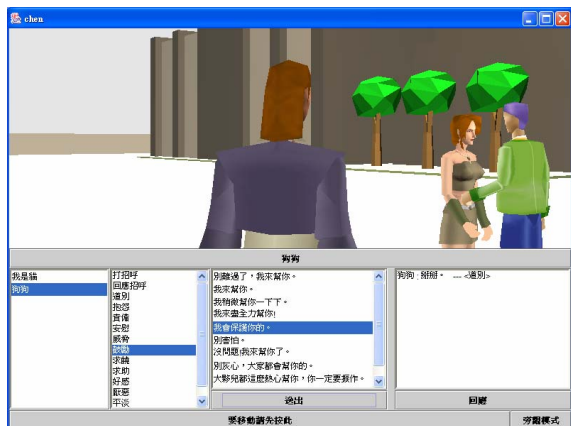 chen
狗狗
我是貓
狗狗
打招呼
回應招呼
道別
抱怨
責備
安慰
威脅
鼓勵
求饒
求助
好感
厭惡
平淡
別難過了，我來幫你。
我來幫你。
我稍微幫你一下下。
我來盡全力幫你!
我會保護你的。
別害怕。
沒問題!我來幫你了。
別灰心，大家都會幫你的。
大夥兒都這麼熱心幫你，你一定要振作。
送出
狗狗 : 掰掰。 --- <道別>
回應
要移動請先按此
旁觀模式